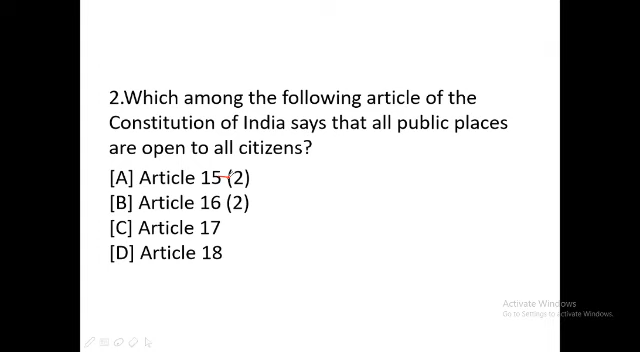 2.Which among the following article of the
Constitution of India says that all public places
are open to all citizens?
[A] Article 15 (2)
[B] Article 16 (2)
[C] Article 17
[D] Article 18
Activate Windows
Go to Settings to activate Windows.